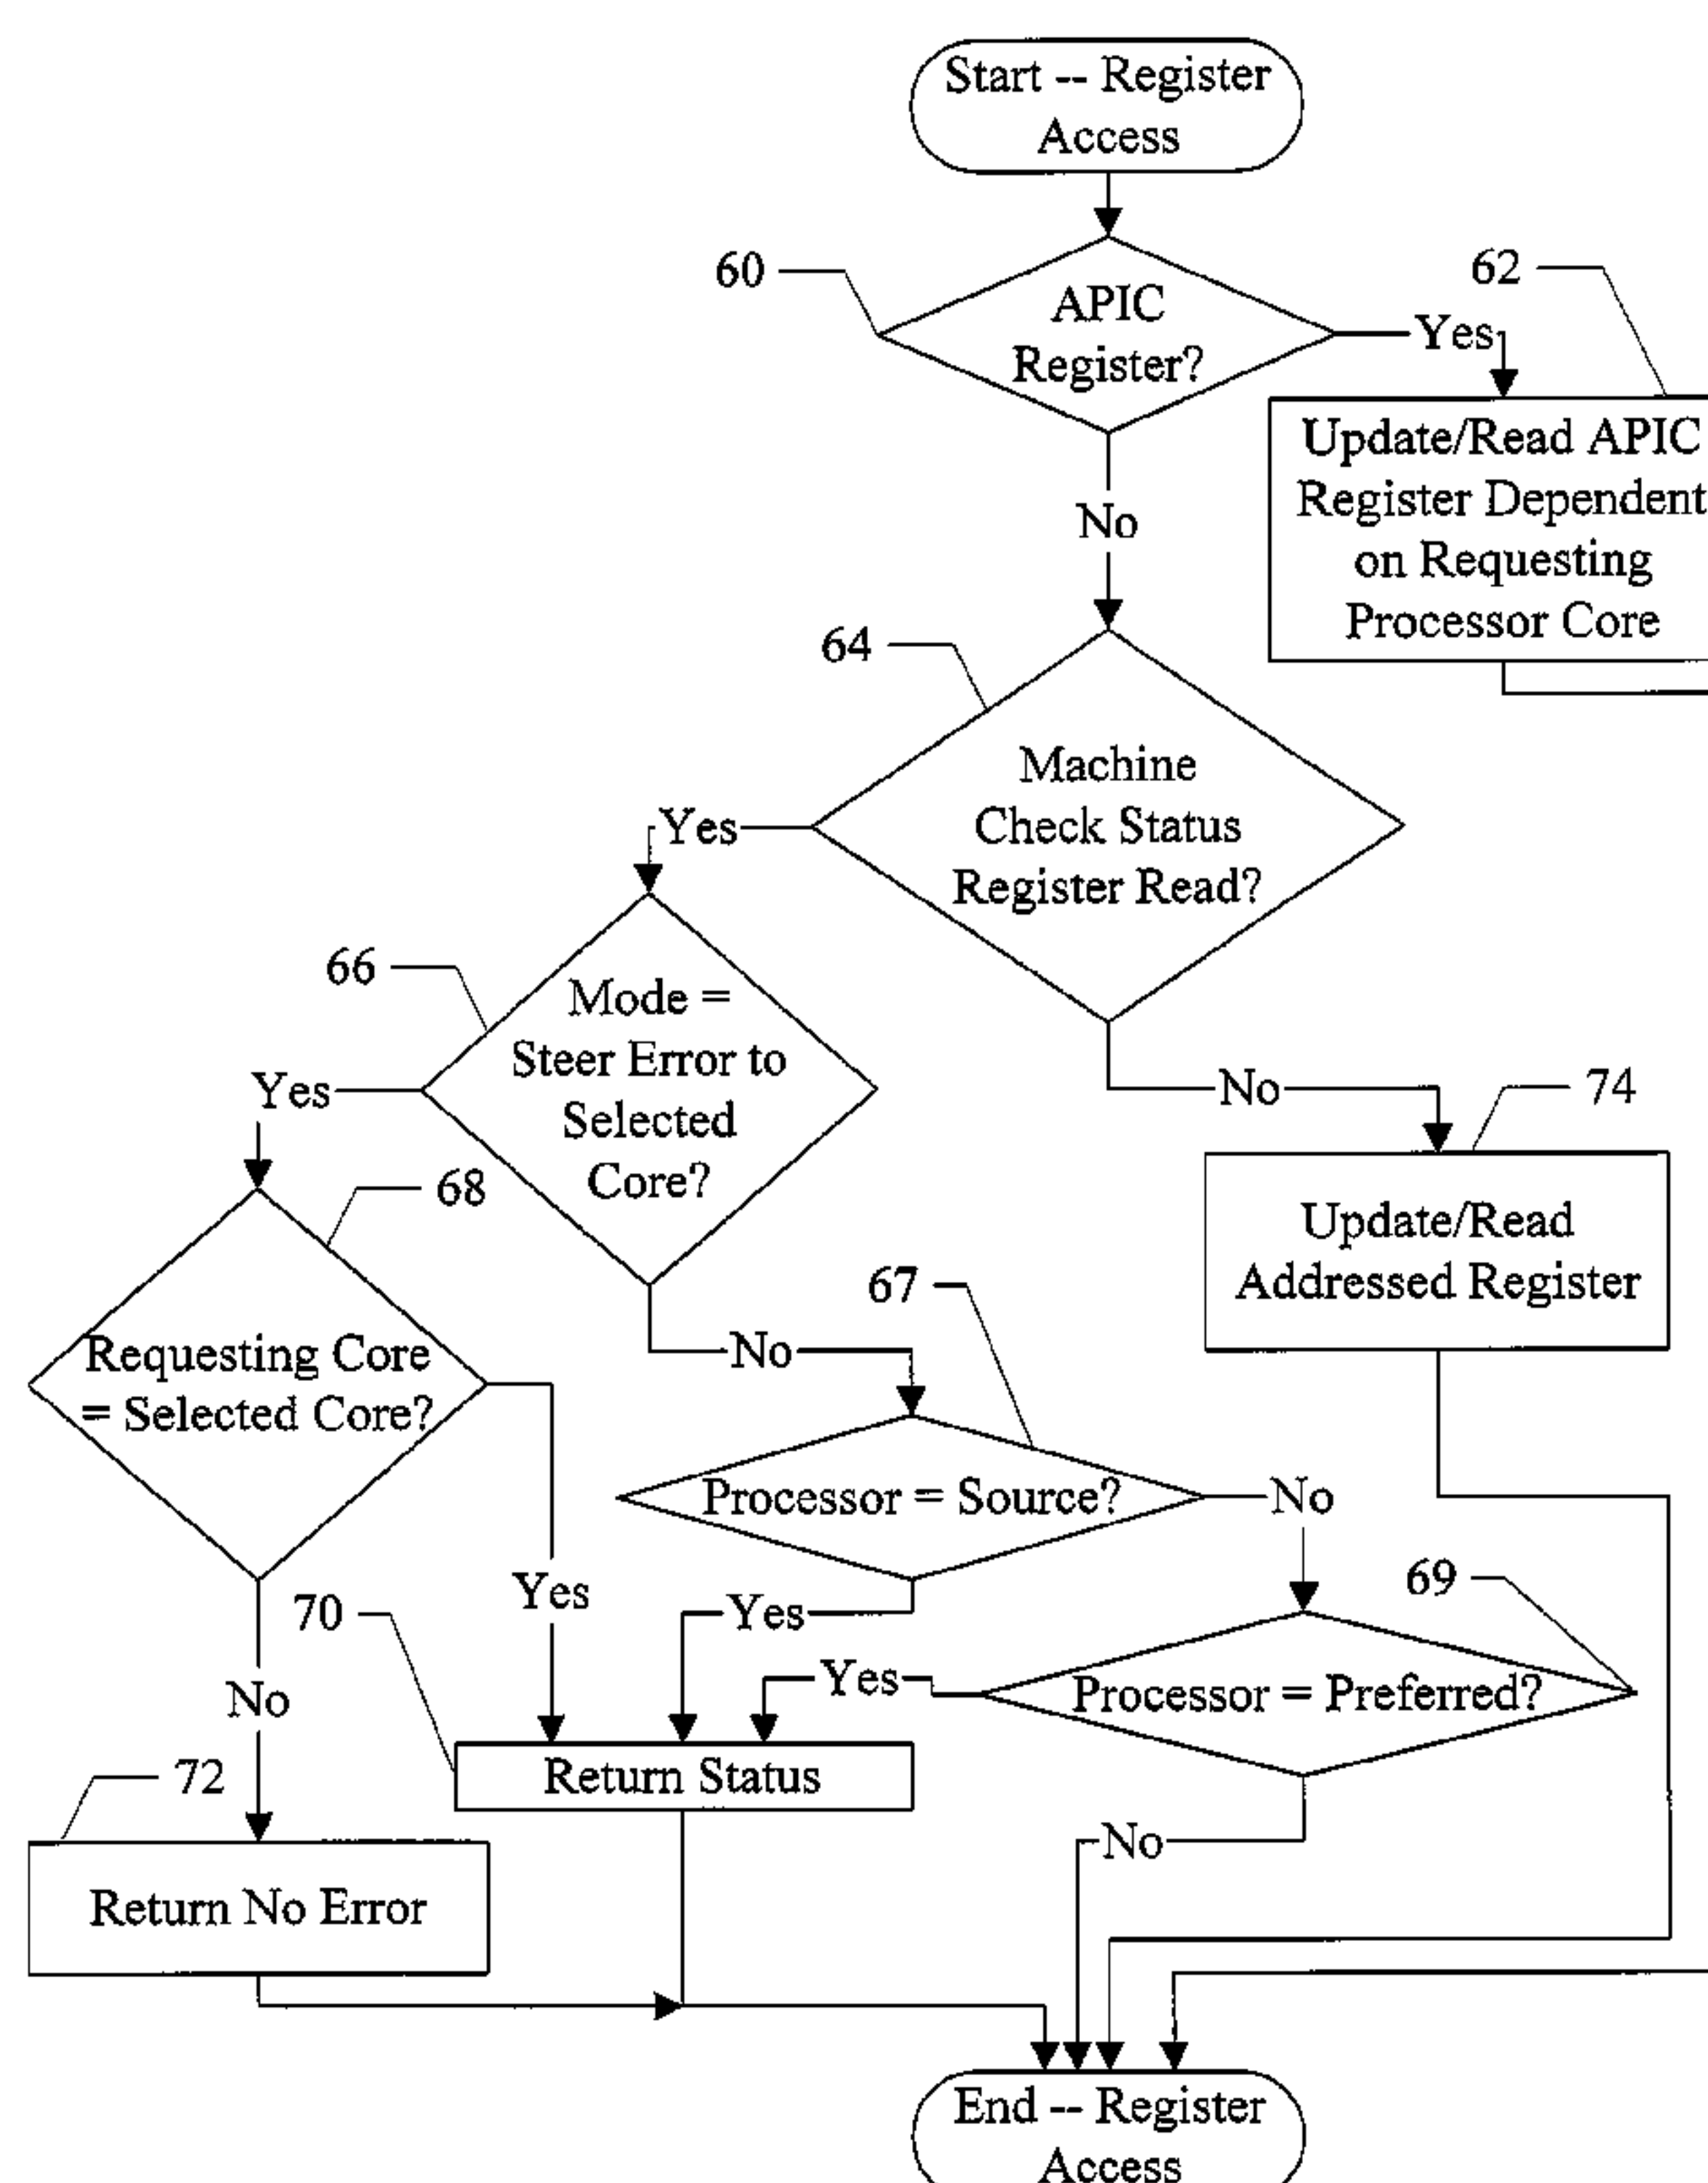 Start -- Register
Access
60
APIC
Register?
62
Yes
Update/Read APIC
Register Dependent
on Requesting
Processor Core
No
64
Machine
Check Status
Register Read?
Yes
66
Mode =
Steer Error to
Selected
Core?
Yes
No
74
Update/Read
Addressed Register
68
Requesting Core
= Selected Core?
67
No
Processor = Source?
No
Yes
70
Yes
69
Processor = Preferred?
Yes
No
Return Status
72
Return No Error
No
End -- Register
Access